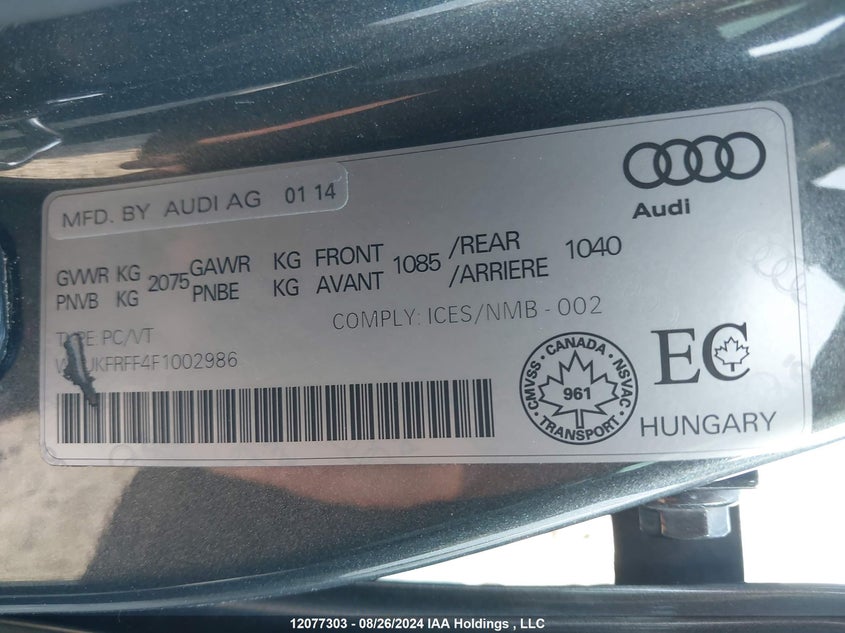 Audi
MFD. BY AUDI AG 01 14
GVWR KG 2075 GAWR KG FRONT 1085 /REAR 1040
PNVB KG PNBE KG AVANT /ARRIERE
COMPLY: ICES/NMB - 002
TYPE PC/VT
CMVSS - CANADA - NSVAC - TRANSPORT
961
EC
HUNGARY
12077303 - 08/26/2024 IAA Holdings , LLC